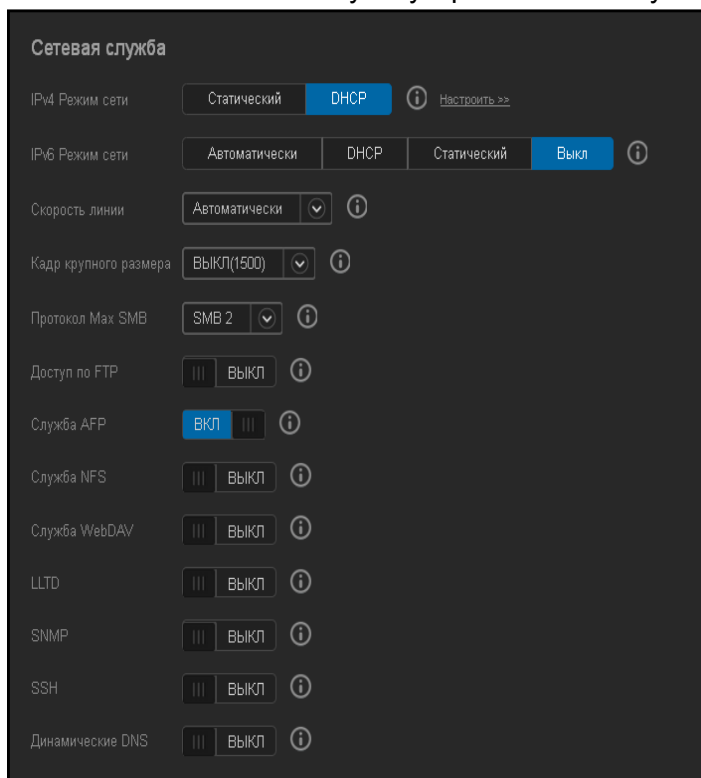 Сетевая служба
IPv4 Режим сети Статический DHCP Настроить >>
IPv6 Режим сети Автоматически DHCP Статический Выкл
Скорость линии Автоматически
Кадр крупного размера ВЫКЛ(1500)
Протокол Max SMB SMB 2
Доступ по FTP ВЫКЛ
Служба AFP ВКЛ
Служба NFS ВЫКЛ
Служба WebDAV ВЫКЛ
LLTD ВЫКЛ
SNMP ВЫКЛ
SSH ВЫКЛ
Динамические DNS ВЫКЛ